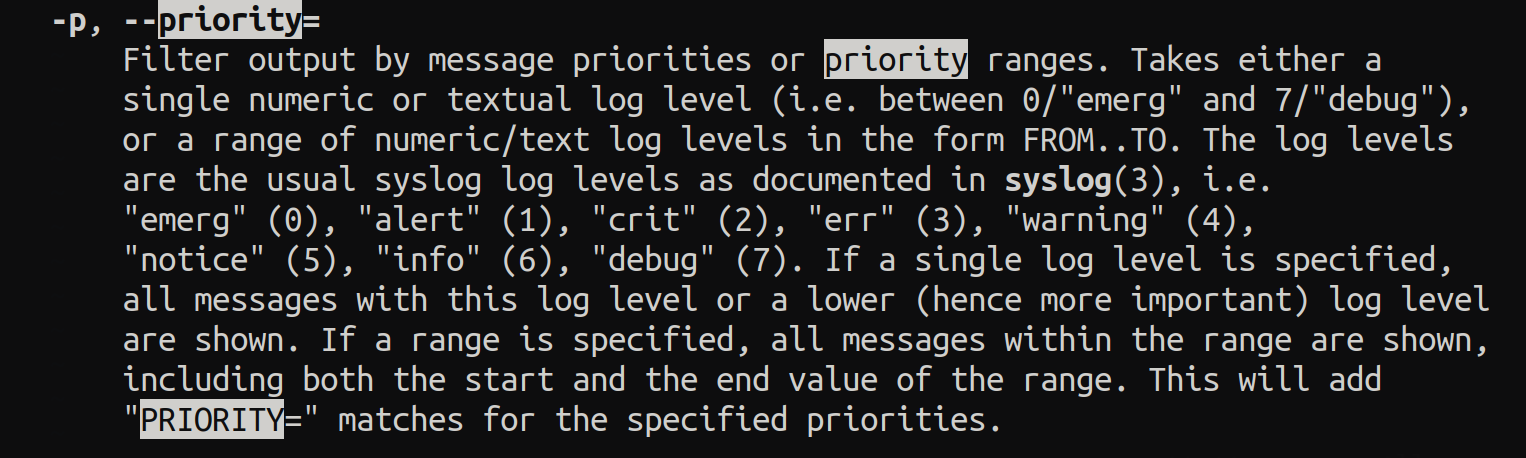 -p, --priority=
Filter output by message priorities or priority ranges. Takes either a
single numeric or textual log level (i.e. between 0/"emerg" and 7/"debug"),
or a range of numeric/text log levels in the form FROM..TO. The log levels
are the usual syslog log levels as documented in syslog(3), i.e.
"emerg" (0), "alert" (1), "crit" (2), "err" (3), "warning" (4),
"notice" (5), "info" (6), "debug" (7). If a single log level is specified,
all messages with this log level or a lower (hence more important) log level
are shown. If a range is specified, all messages within the range are shown,
including both the start and the end value of the range. This will add
"PRIORITY=" matches for the specified priorities.